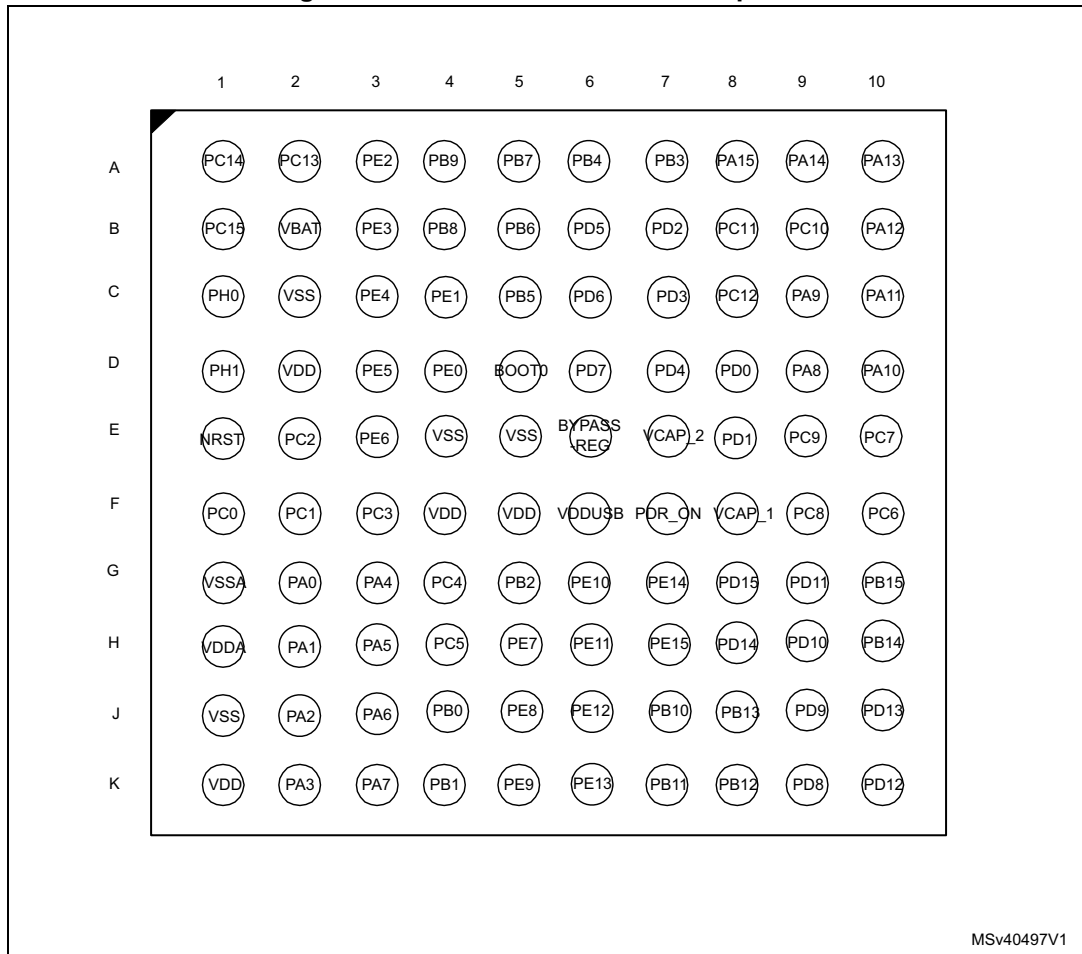 1 2 3 4 5 6 7 8 9 10
A PC14 PC13 PE2 PB9 PB7 PB4 PB3 PA15 PA14 PA13
B PC15 VBAT PE3 PB8 PB6 PD5 PD2 PC11 PC10 PA12
C PH0 VSS PE4 PE1 PB5 PD6 PD3 PC12 PA9 PA11
D PH1 VDD PE5 PE0 BOOT0 PD7 PD4 PD0 PA8 PA10
E NRST PC2 PE6 VSS VSS BYPASS -REG VCAP_2 PD1 PC9 PC7
F PC0 PC1 PC3 VDD VDD VDDUSB PDR_ON VCAP_1 PC8 PC6
G VSSA PA0 PA4 PC4 PB2 PE10 PE14 PD15 PD11 PB15
H VDDA PA1 PA5 PC5 PE7 PE11 PE15 PD14 PD10 PB14
J VSS PA2 PA6 PB0 PE8 PE12 PB10 PB13 PD9 PD13
K VDD PA3 PA7 PB1 PE9 PE13 PB11 PB12 PD8 PD12
MSv40497V1